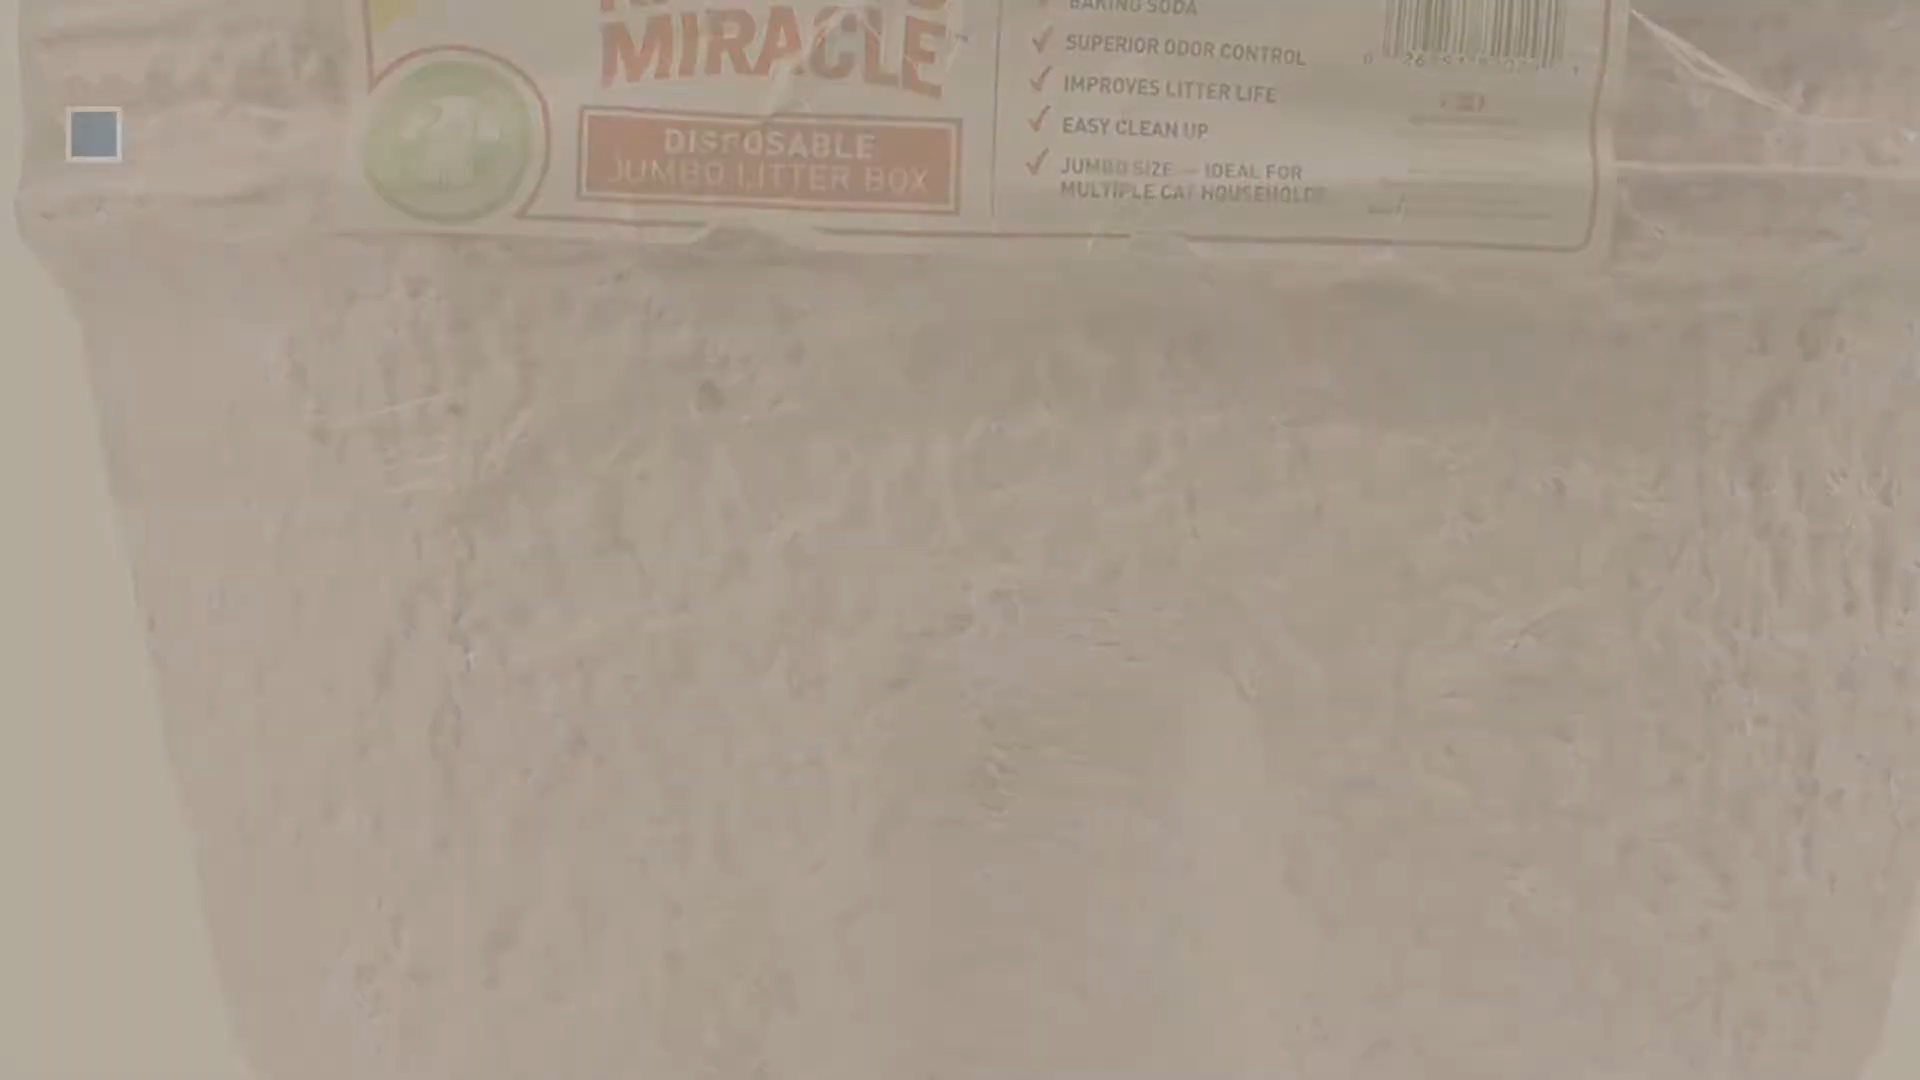 MIRACLE™
DISPOSABLE
JUMBO LITTER BOX
BAKING SODA
✓ SUPERIOR ODOR CONTROL
✓ IMPROVES LITTER LIFE
✓ EASY CLEAN UP
✓ JUMBO SIZE — IDEAL FOR
MULTIPLE CAT HOUSEHOLDS